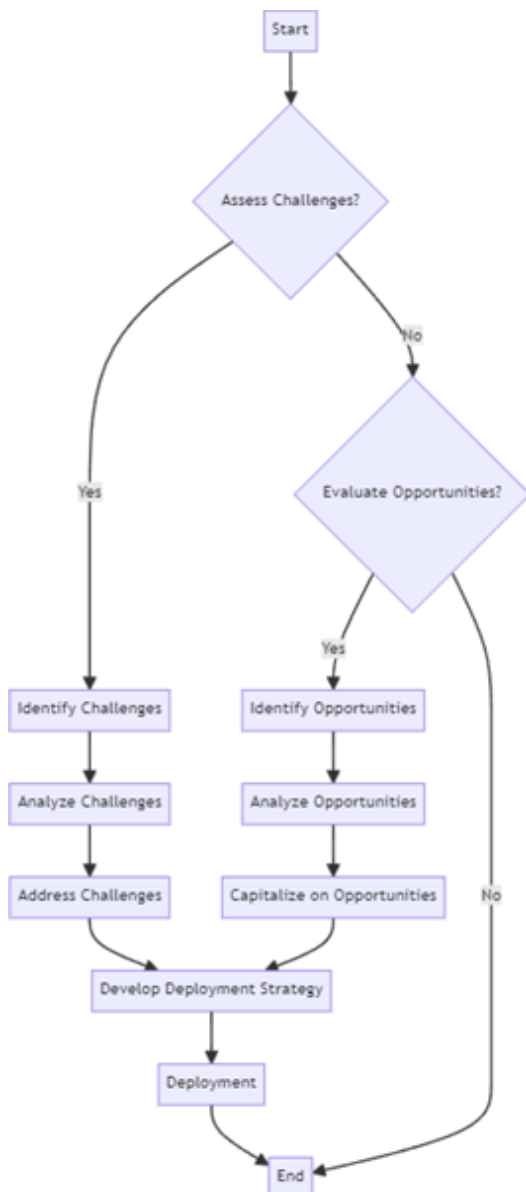 Start
Assess Challenges?
No
Evaluate Opportunities?
Yes
Yes
Identify Challenges
Identify Opportunities
Analyze Challenges
Analyze Opportunities
Address Challenges
Capitalize on Opportunities
No
Develop Deployment Strategy
Deployment
End